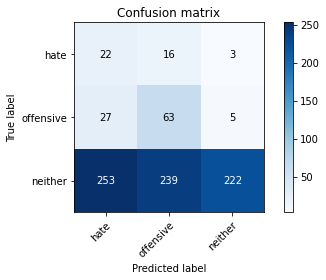 Confusion matrix
250
200
150
100
50
True label
hate 22 16 3
offensive 27 63 5
neither 253 239 222
hate offensive neither
Predicted label